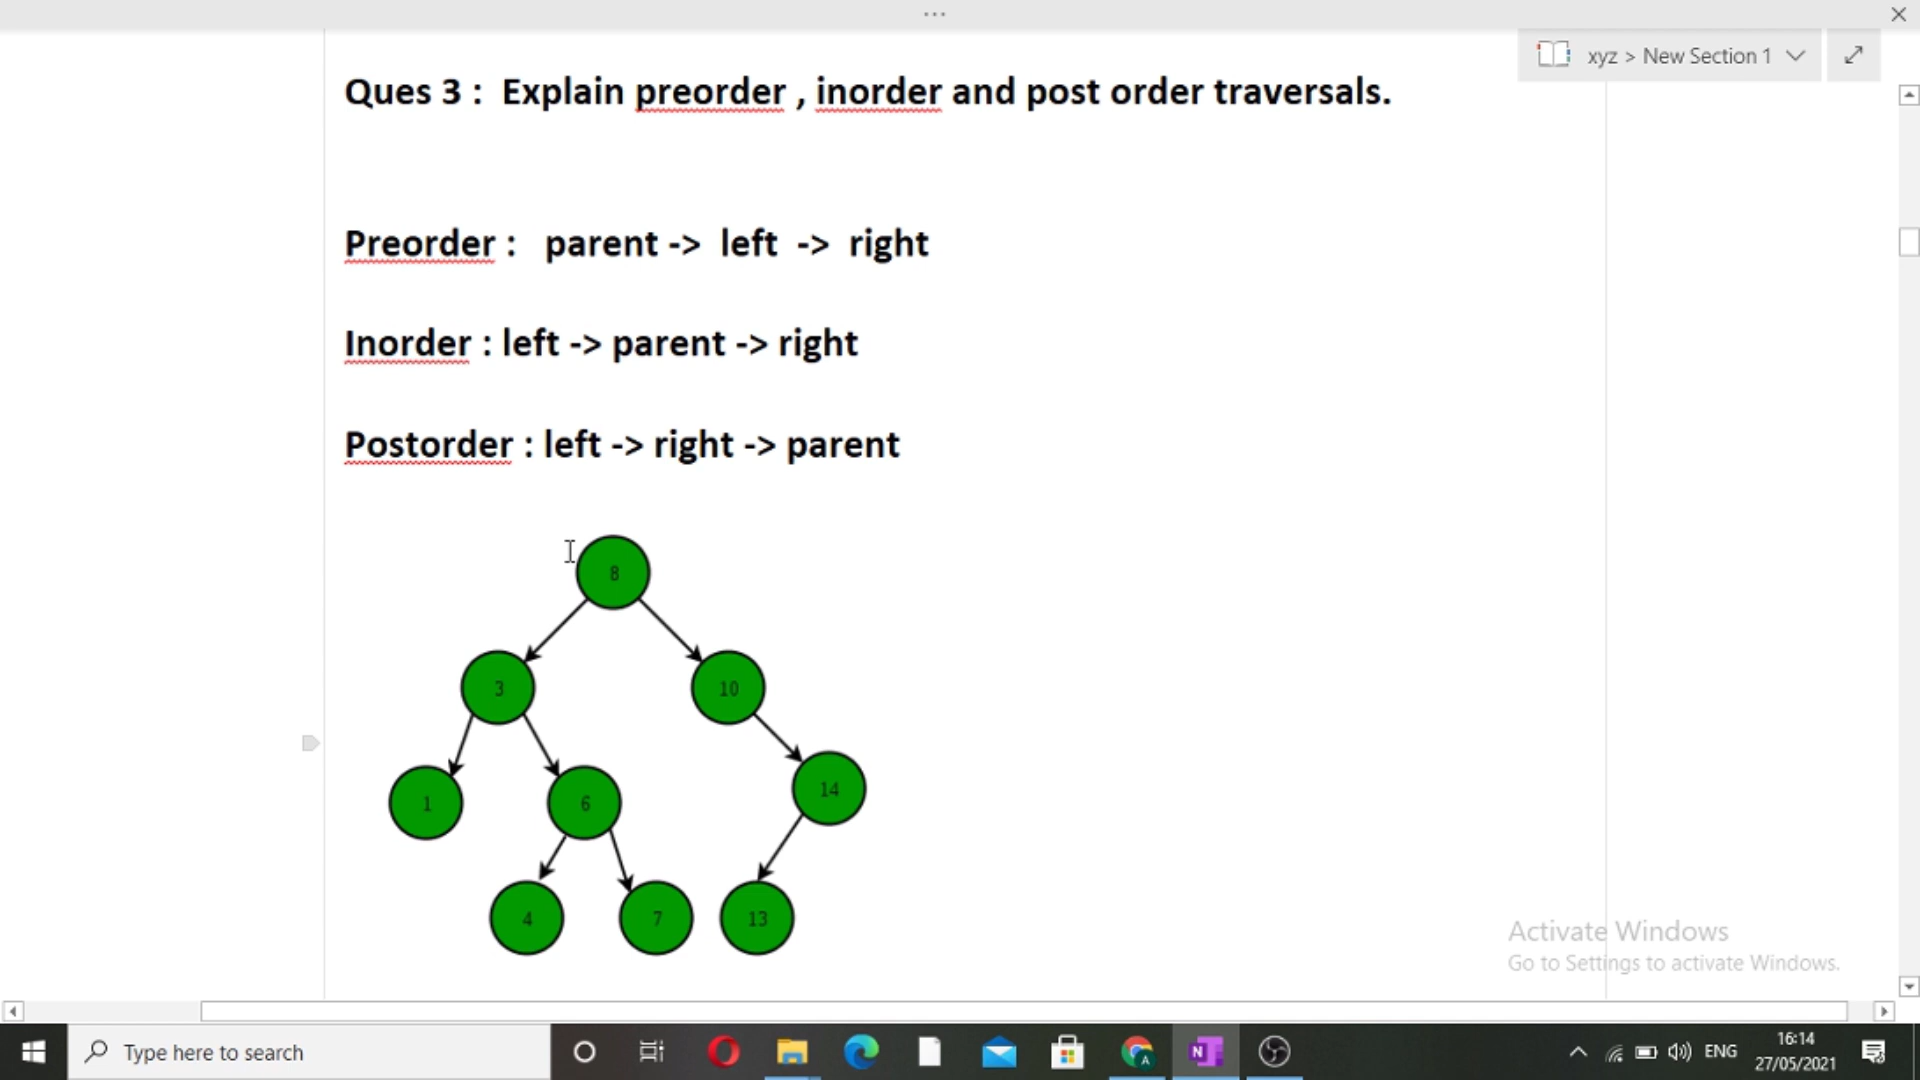 ...
xyz > New Section 1
Ques 3 : Explain preorder , inorder and post order traversals.
Preorder : parent -> left -> right
Inorder : left -> parent -> right
Postorder : left -> right -> parent
8
3
10
1
6
14
4
7
13
Activate Windows
Go to Settings to activate Windows.
Type here to search
A
N
ENG
16:14
27/05/2021